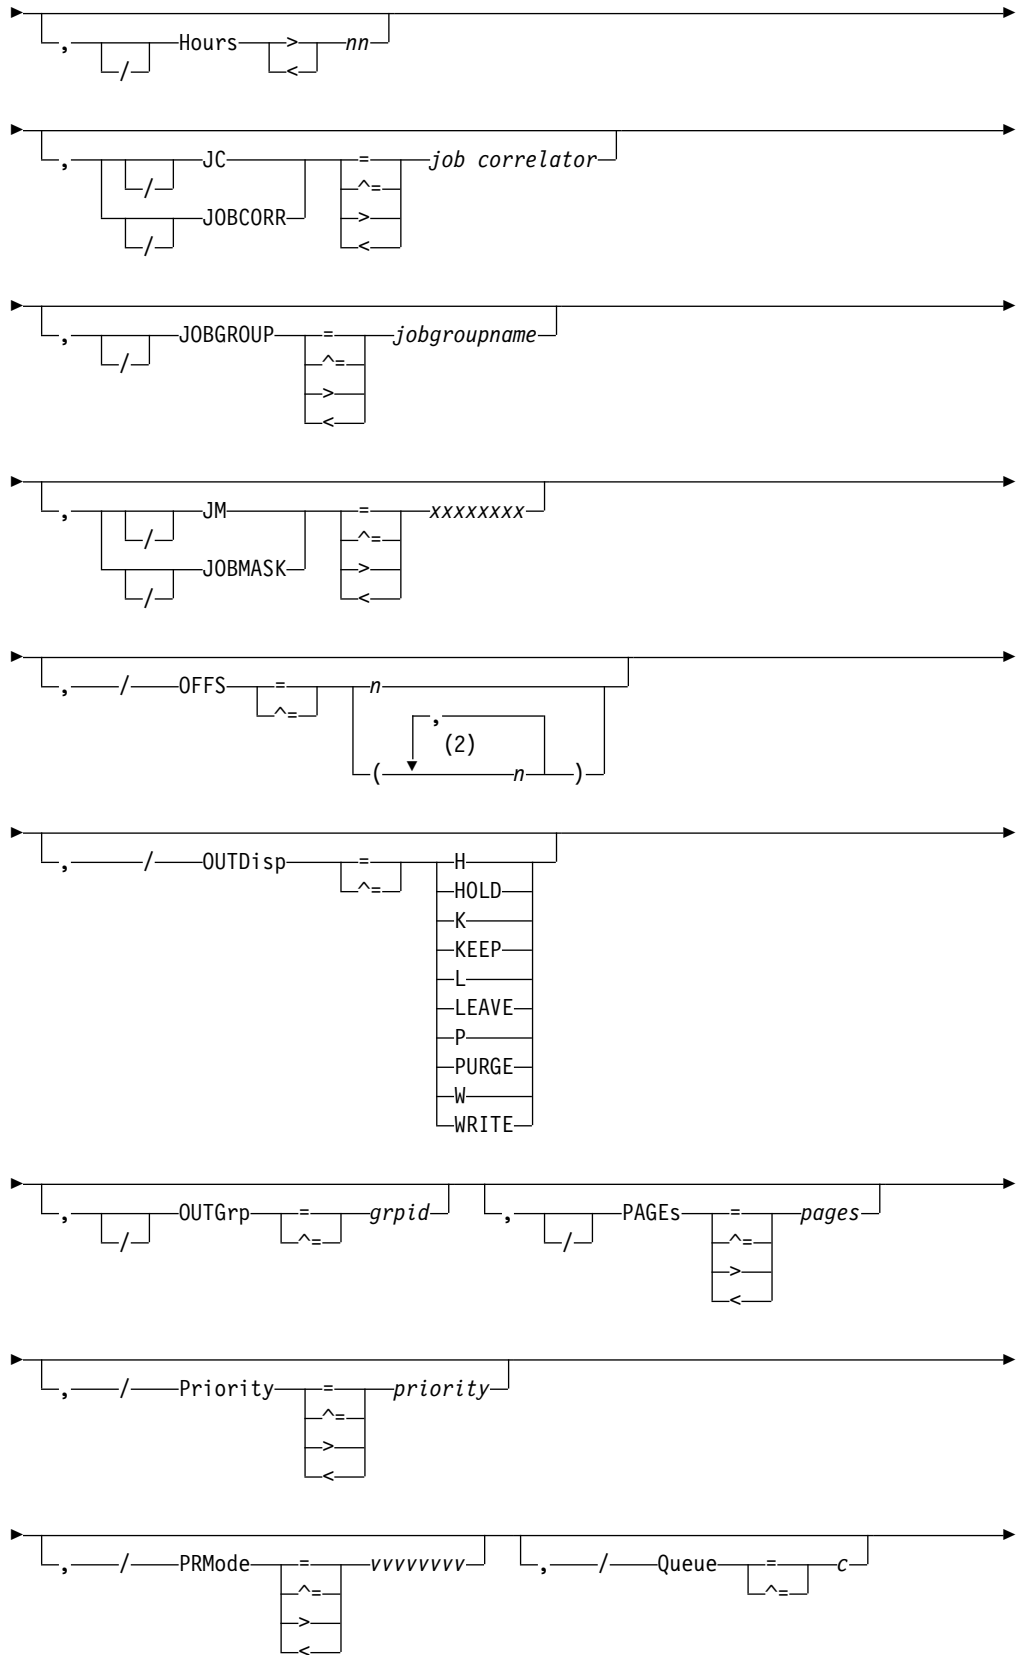 , Hours > nn
/ <
, JC = job correlator
/ ^=
JOBCORR >
/ <
, JOBGROUP = jobgroupname
/ ^=
>
<
, JM = xxxxxxxx
/ ^=
JOBMASK >
/ <
, / OFFS = n
^= ,
(2)
( n )
, / OUTDisp = H
^= HOLD
K
KEEP
L
LEAVE
P
PURGE
W
WRITE
, OUTGrp = grpid , PAGEs = pages
/ ^= / ^=
>
<
, / Priority = priority
^=
>
<
, / PRMode = vvvvvvvv , / Queue = c
^= ^=
>
<